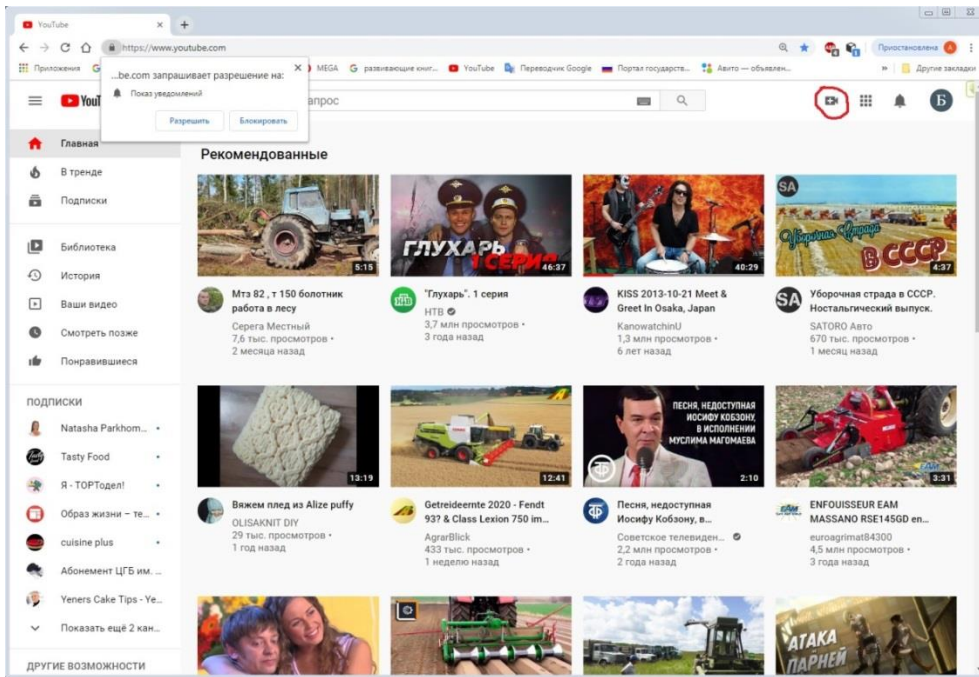 YouTube
https://www.youtube.com
Приостановлена
Приложения
MEGA
развивающие книг...
YouTube
Переводчик Google
Портал государств...
Авито — объявлен...
Другие закладки
...be.com запрашивает разрешение на:
Показ уведомлений
Разрешить
Блокировать
Б
Главная
В тренде
Подписки
Библиотека
История
Ваши видео
Смотреть позже
Понравившиеся
ПОДПИСКИ
Natasha Parkhom...
Tasty Food
Я - ТОРТодел!
Образ жизни – те...
cuisine plus
Абонемент ЦГБ им. ...
Yeners Cake Tips - Ye...
Показать ещё 2 кан...
ДРУГИЕ ВОЗМОЖНОСТИ
Рекомендованные
5:15
Мтз 82 , т 150 болотник
работа в лесу
Серега Местный
7,6 тыс. просмотров •
2 месяца назад
ГЛУХАРЬ
1 СЕРИЯ
46:37
"Глухарь". 1 серия
НТВ
3,7 млн просмотров •
3 года назад
40:29
KISS 2013-10-21 Meet &
Greet In Osaka, Japan
KanowatchinU
1,3 млн просмотров •
6 лет назад
SA
Уборочная страда
В СССР
4:37
SA
Уборочная страда в СССР.
Ностальгический выпуск.
SATORO Авто
670 тыс. просмотров •
1 месяц назад
13:19
Вяжем плед из Alize puffy
OLISAKNIT DIY
29 тыс. просмотров •
1 год назад
12:41
Getreideernte 2020 - Fendt
93? & Class Lexion 750 im...
AgrarBlick
433 тыс. просмотров •
1 неделю назад
ПЕСНЯ, НЕДОСТУПНАЯ
ИОСИФУ КОБЗОНУ,
В ИСПОЛНЕНИИ
МУСЛИМА МАГОМАЕВА
2:10
Песня, недоступная
Иосифу Кобзону, в...
Советское телевиден...
2,2 млн просмотров •
2 года назад
EAM
3:31
ENFOUISSEUR EAM
MASSANO RSE145GD en...
euroagrimat84300
4,5 млн просмотров •
3 года назад
АТАКА
ПАРНЕЙ